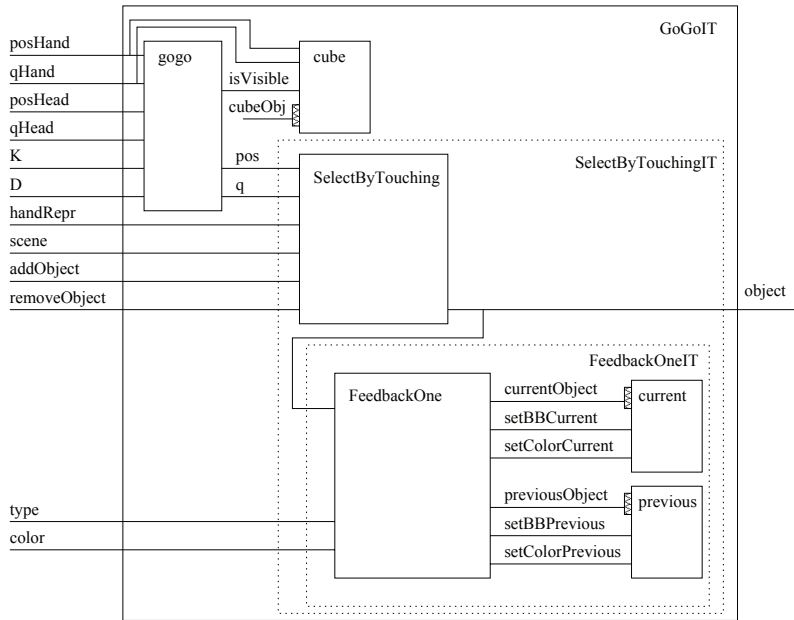 GoGoIT
posHand
gogo
cube
qHand
isVisible
posHead
cubeObj
qHead
K
pos
SelectByTouching
SelectByTouchingIT
D
q
handRepr
scene
addObject
removeObject
object
FeedbackOneIT
FeedbackOne
currentObject
current
setBBCurrent
setColorCurrent
previousObject
previous
type
setBBPrevious
color
setColorPrevious